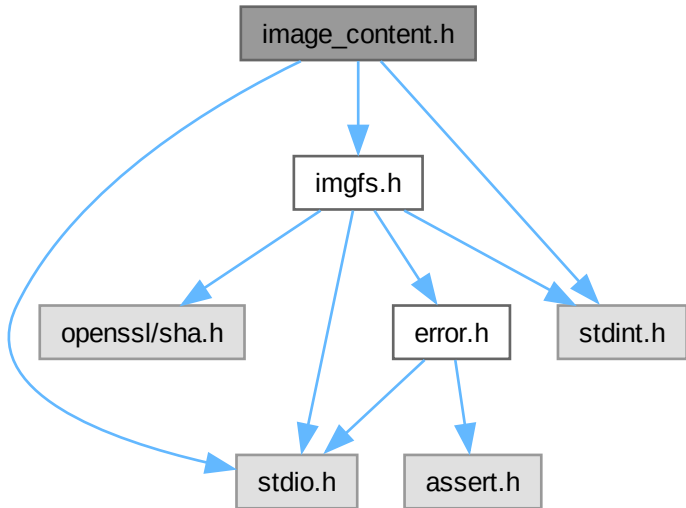 image_content.h
imgfs.h
openssl/sha.h
error.h
stdint.h
stdio.h
assert.h